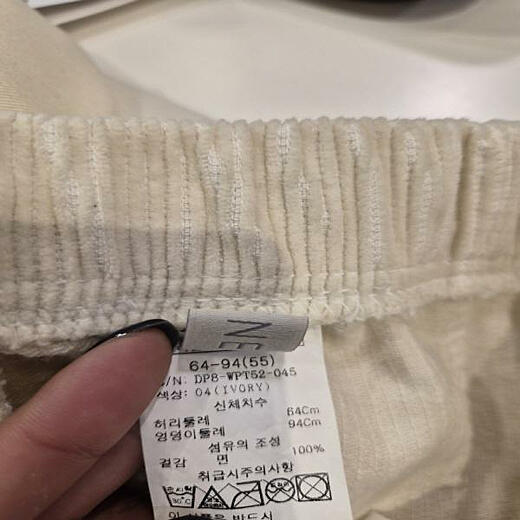 NE
64-94(55)
S/N: DP8-WPT52-045
색상: 04(IVORY)
신체치수
허리둘레 64Cm
엉덩이둘레 94Cm
섬유의 조성
겉감 면 100%
취급시주의사항
30℃